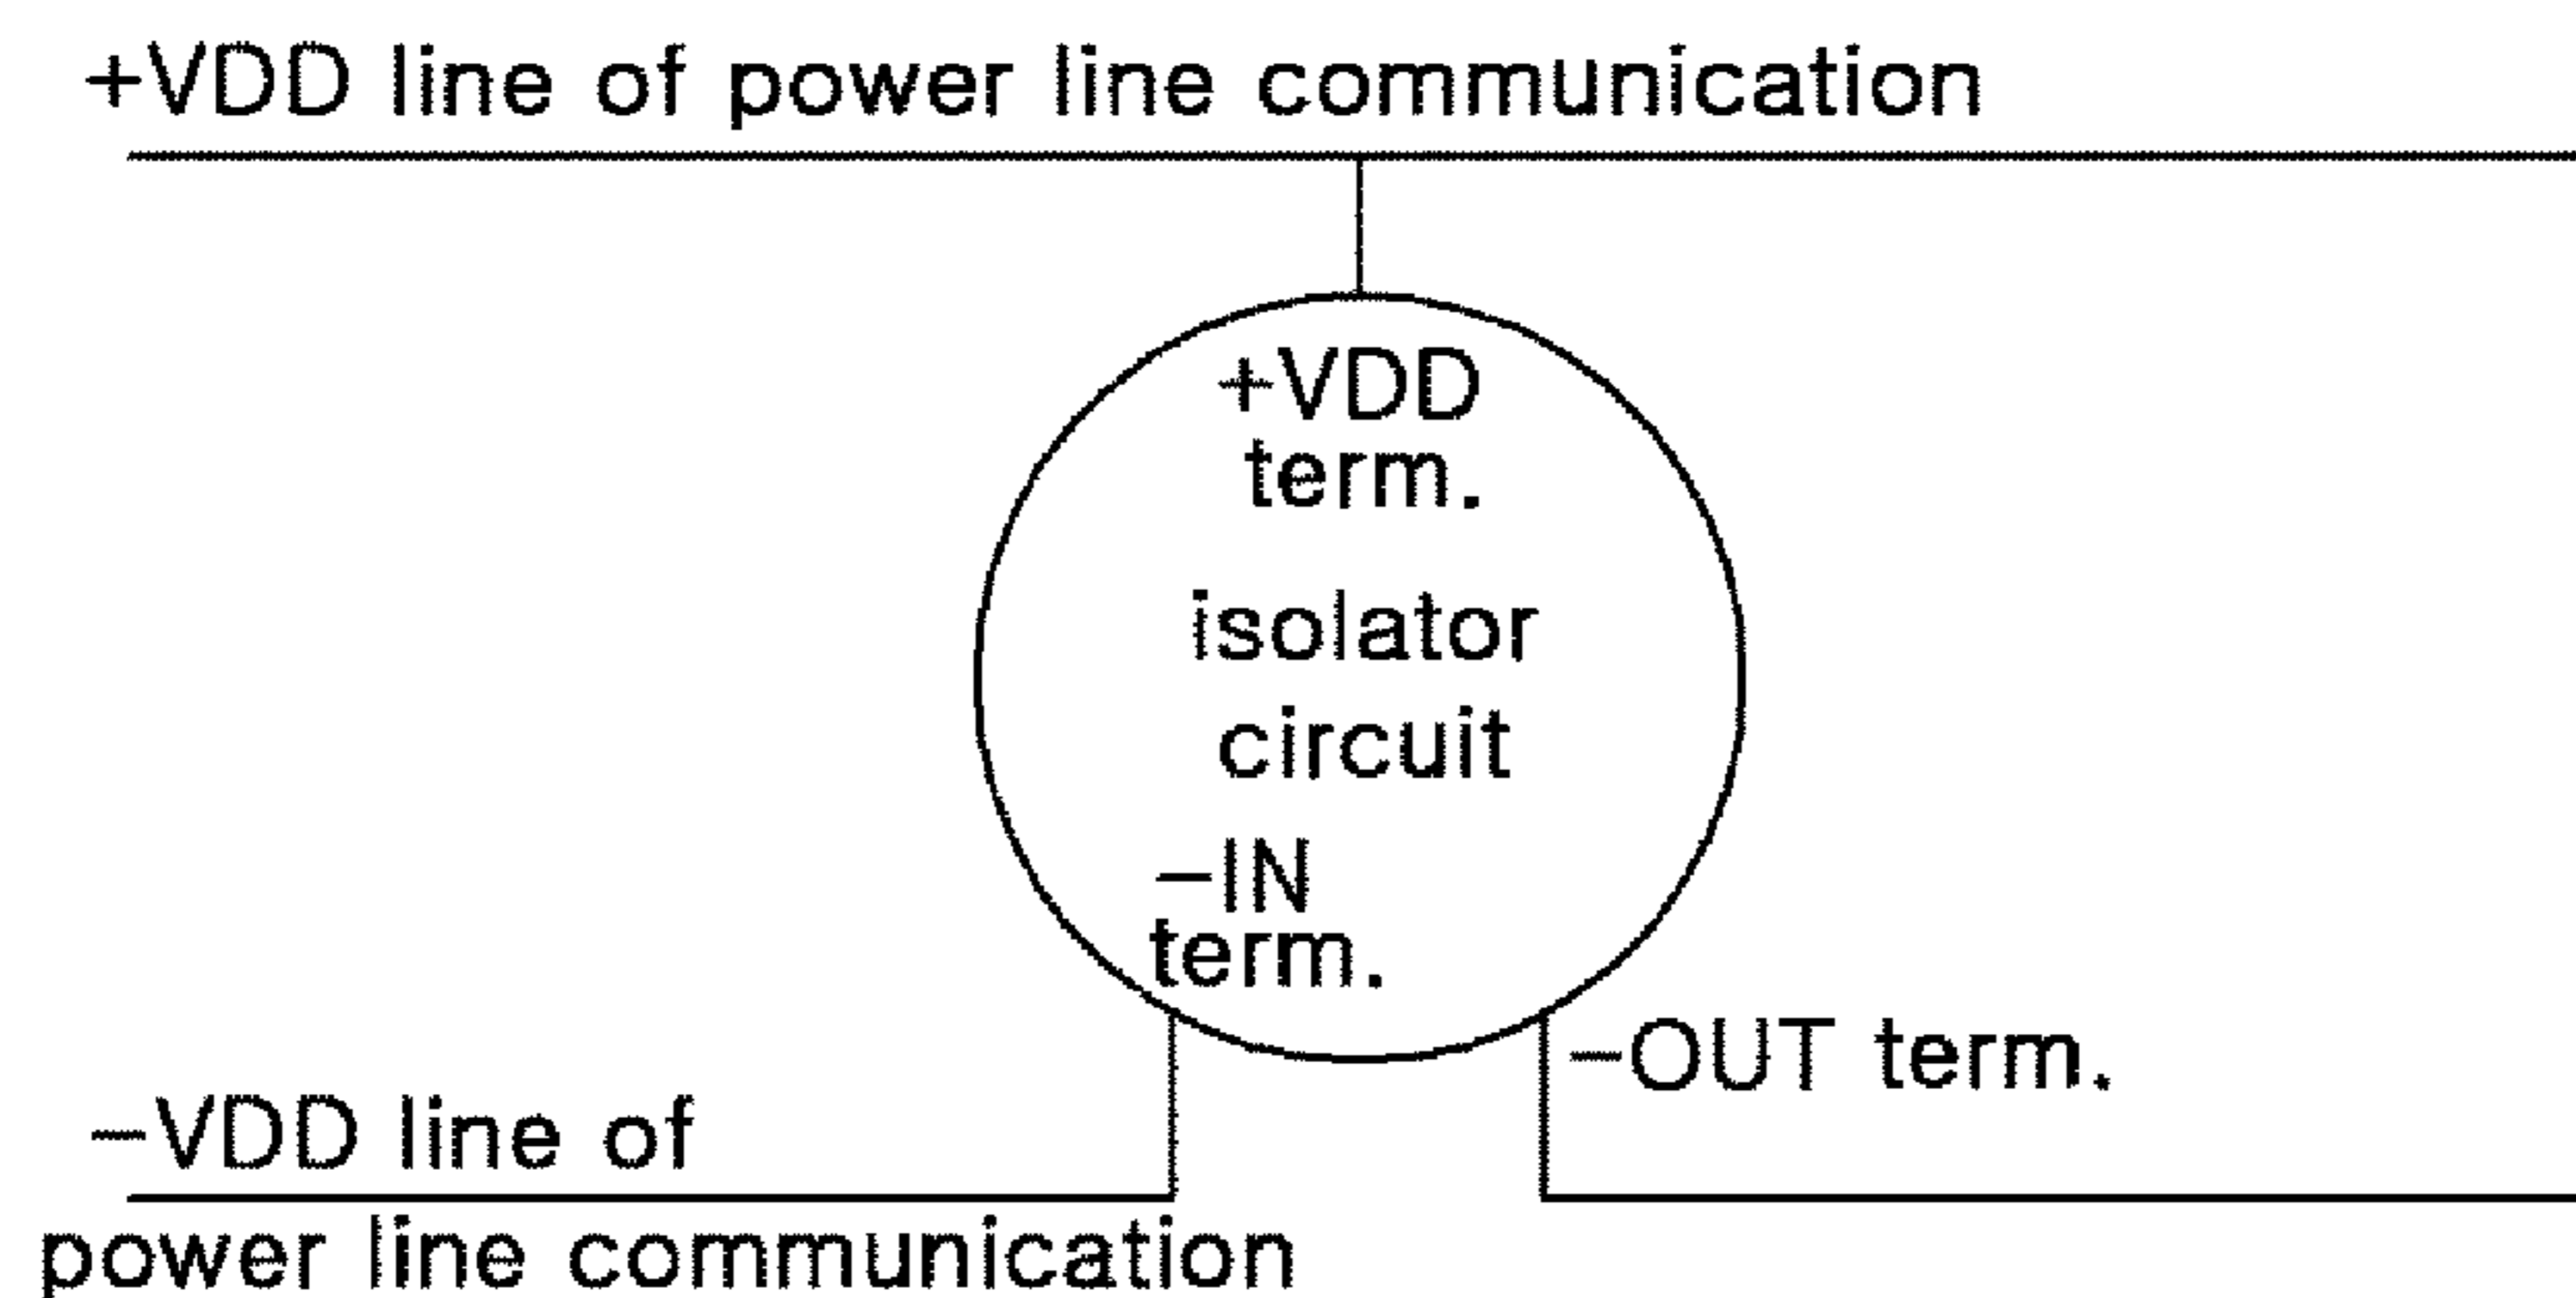 +VDD line of power line communication
+VDD
term.
isolator
circuit
−IN
term.
−OUT term.
−VDD line of
power line communication